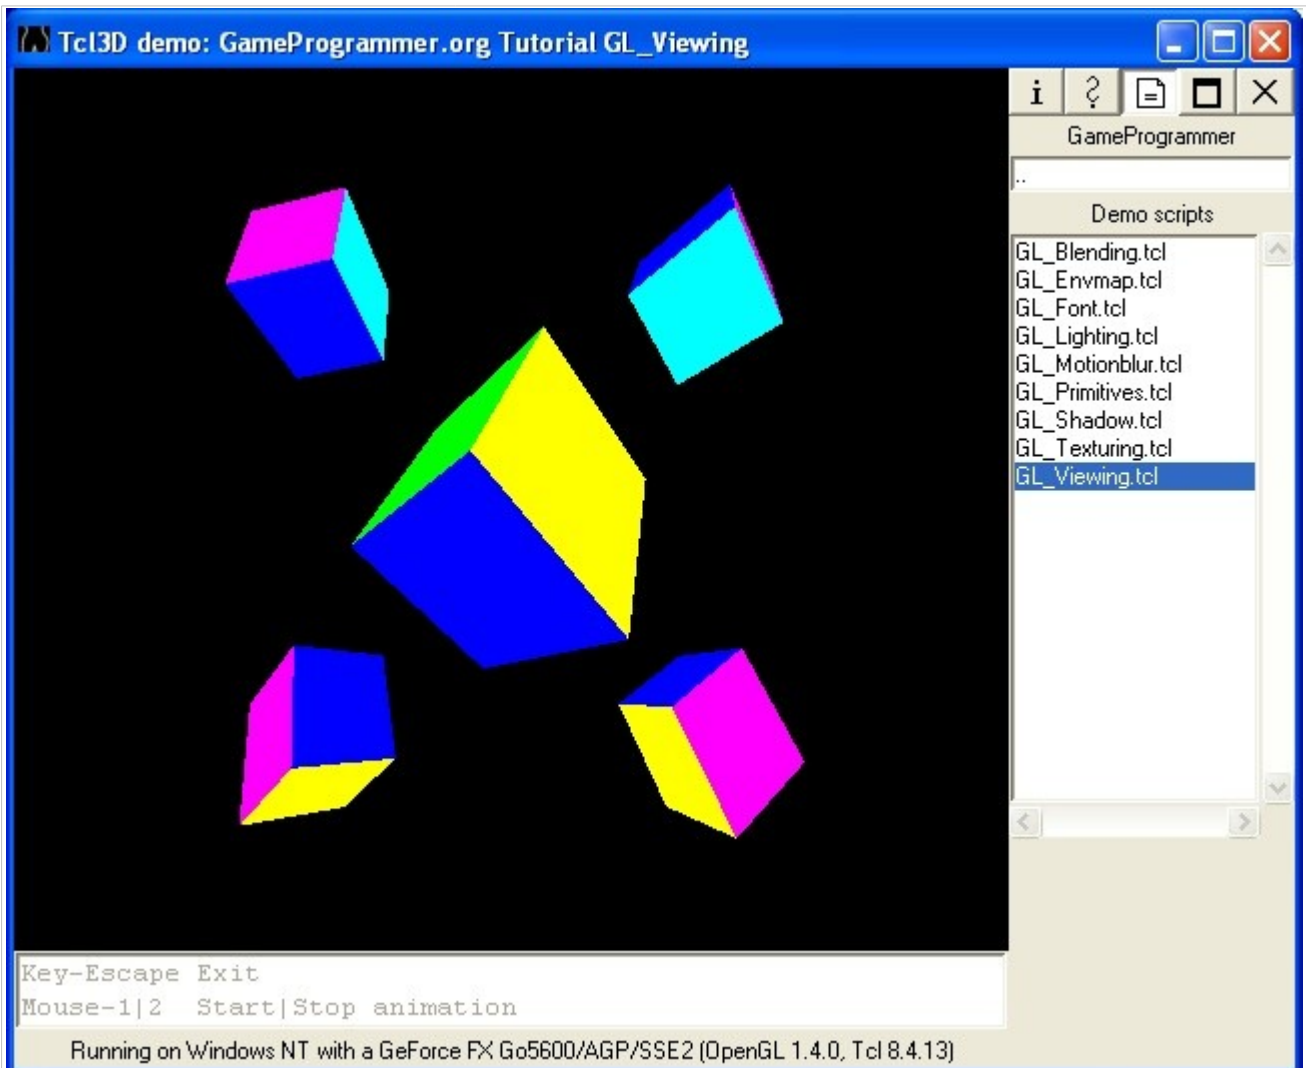 Tcl3D demo: GameProgrammer.org Tutorial GL_Viewing
i ?
GameProgrammer
..
Demo scripts
GL_Blending.tcl
GL_Envmap.tcl
GL_Font.tcl
GL_Lighting.tcl
GL_Motionblur.tcl
GL_Primitives.tcl
GL_Shadow.tcl
GL_Texturing.tcl
GL_Viewing.tcl
Key-Escape Exit
Mouse-1|2 Start|Stop animation
Running on Windows NT with a GeForce FX Go5600/AGP/SSE2 (OpenGL 1.4.0, Tcl 8.4.13)